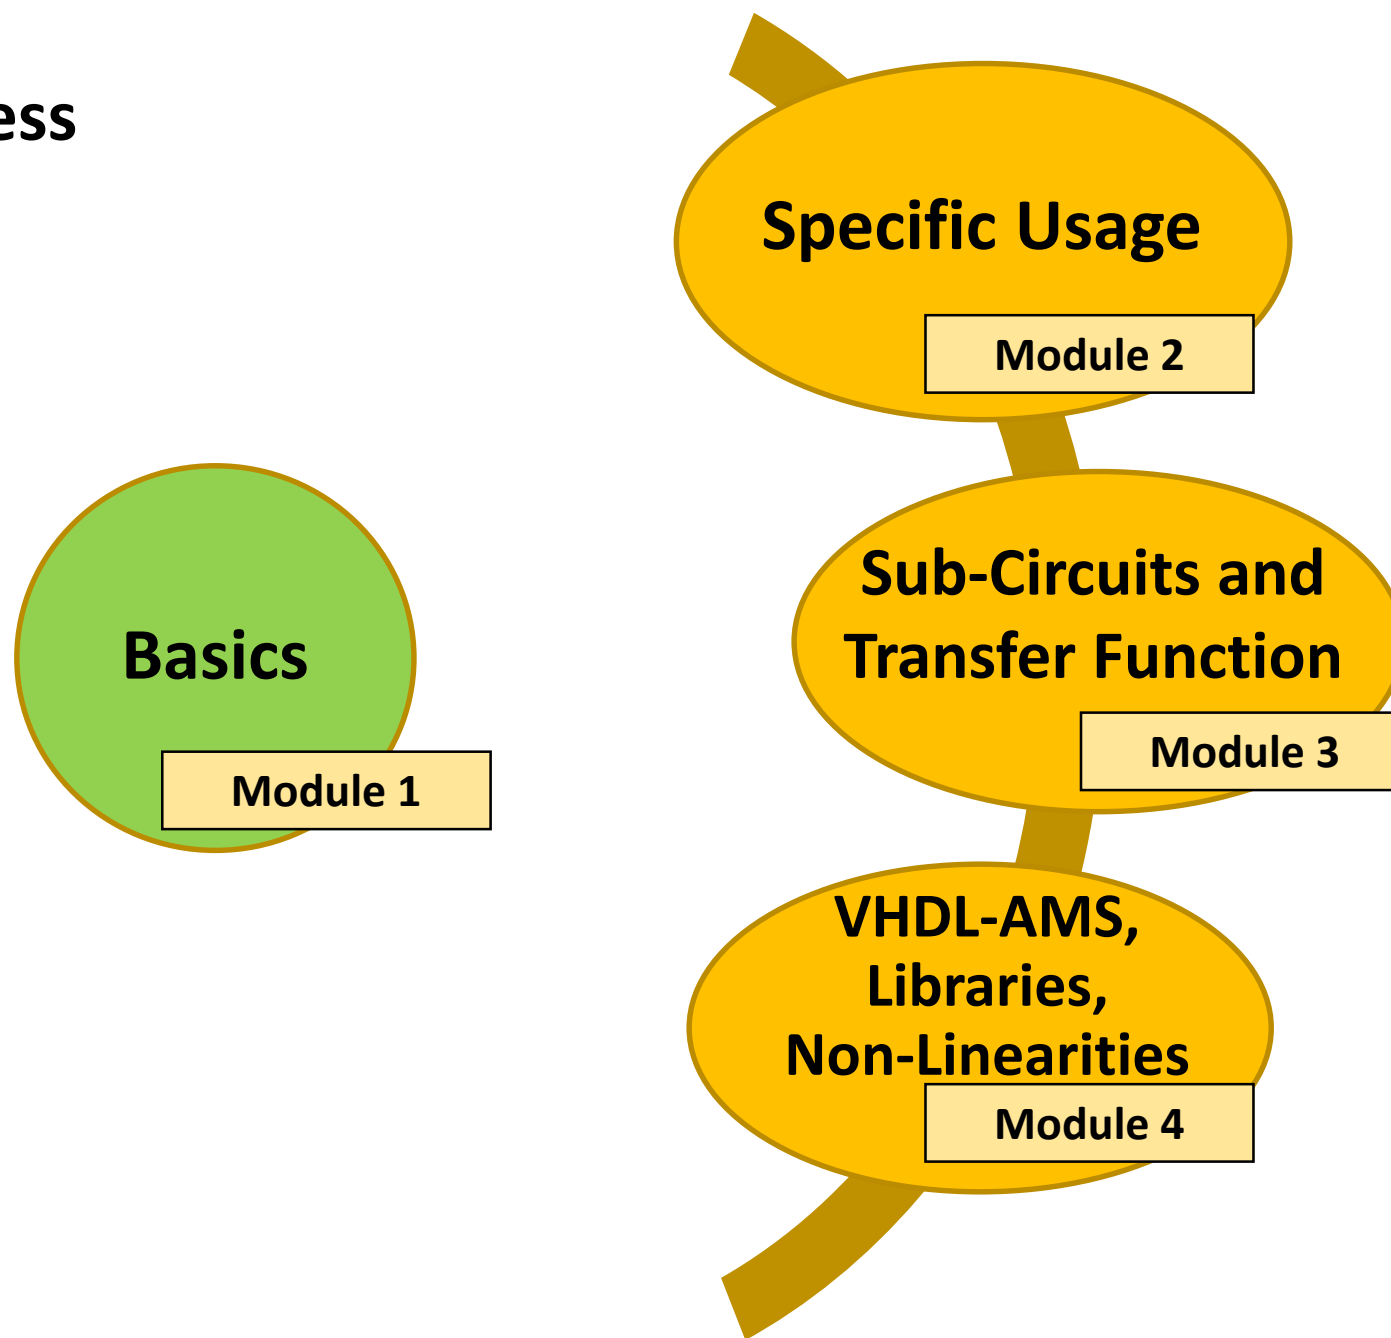 ess
Specific Usage
Module 2
Basics
Module 1
Sub-Circuits and
Transfer Function
Module 3
VHDL-AMS,
Libraries,
Non-Linearities
Module 4